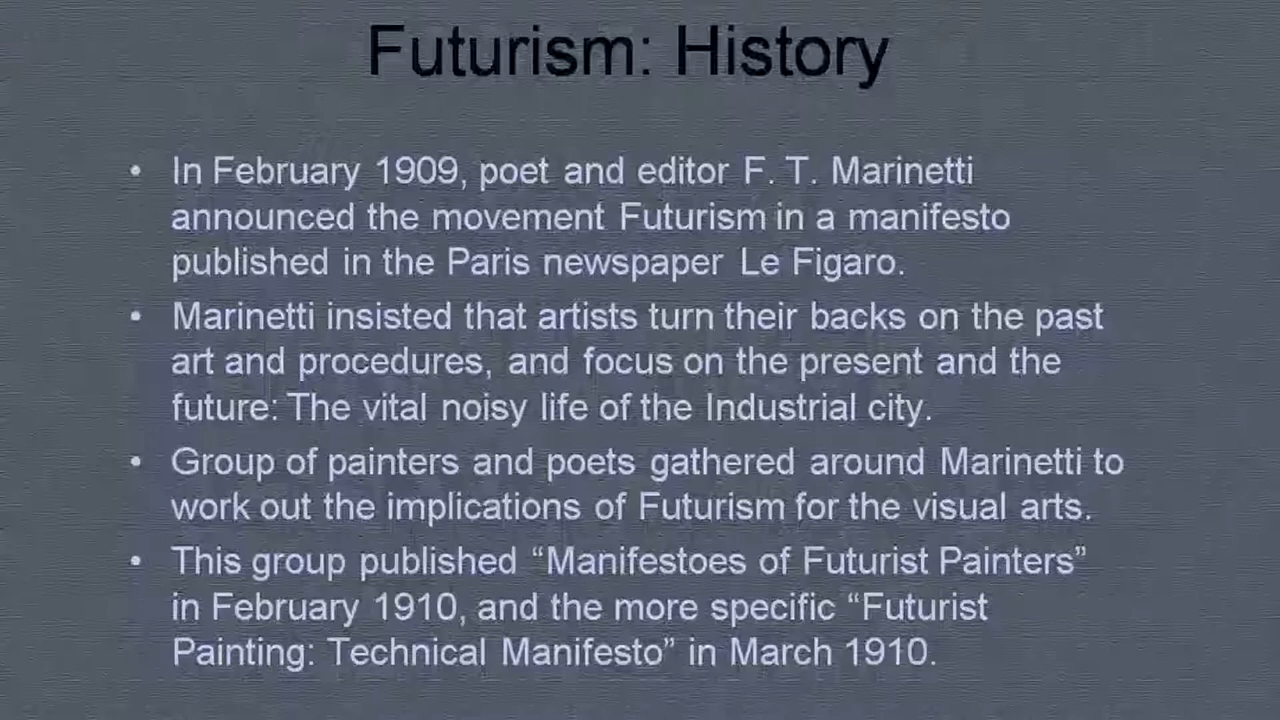 Futurism: History
• In February 1909, poet and editor F. T. Marinetti
announced the movement Futurism in a manifesto
published in the Paris newspaper Le Figaro.
• Marinetti insisted that artists turn their backs on the past
art and procedures, and focus on the present and the
future: The vital noisy life of the Industrial city.
• Group of painters and poets gathered around Marinetti to
work out the implications of Futurism for the visual arts.
• This group published “Manifestoes of Futurist Painters”
in February 1910, and the more specific “Futurist
Painting: Technical Manifesto” in March 1910.